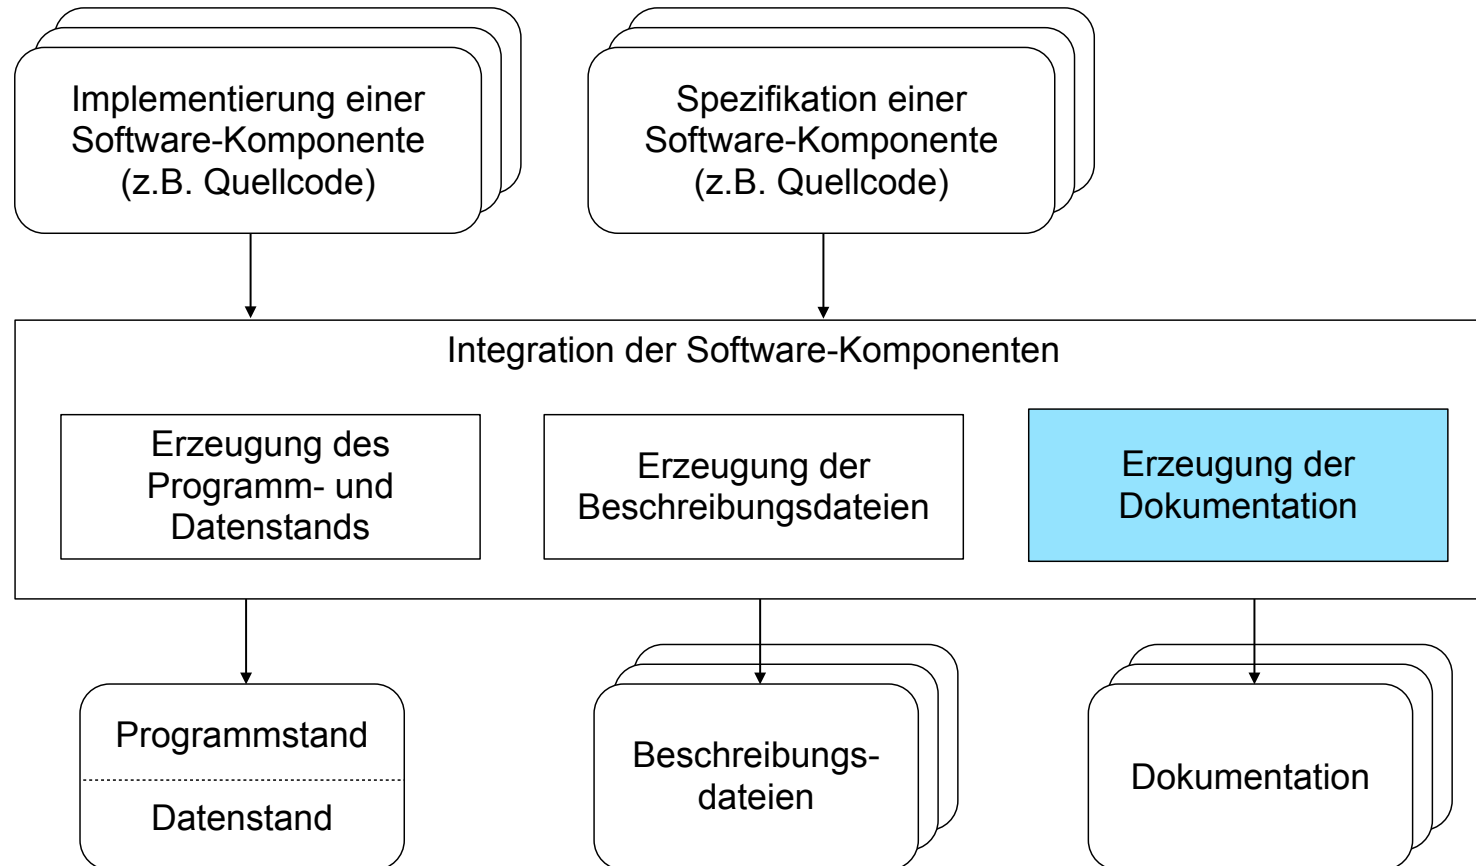 Implementierung einer
Software-Komponente
(z.B. Quellcode)
Spezifikation einer
Software-Komponente
(z.B. Quellcode)
Integration der Software-Komponenten
Erzeugung des
Programm- und
Datenstands
Erzeugung der
Beschreibungsdateien
Erzeugung der
Dokumentation
Programmstand
Datenstand
Beschreibungs-
dateien
Dokumentation